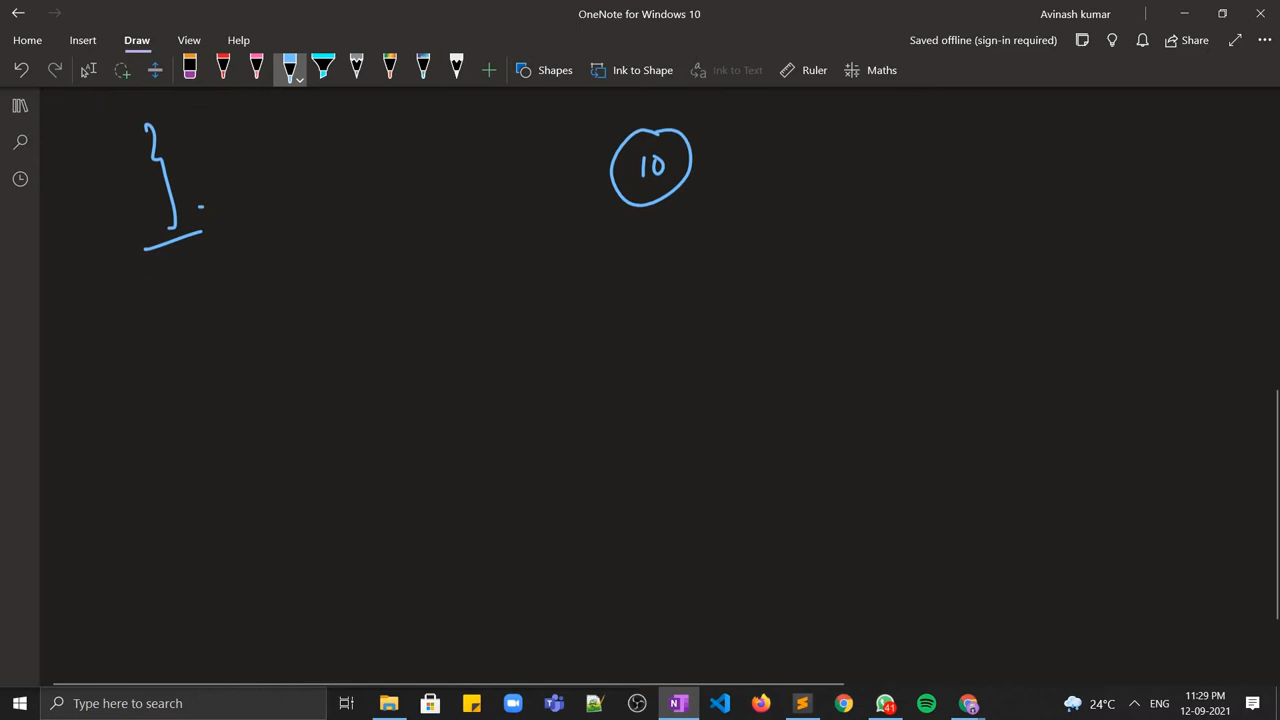 OneNote for Windows 10
Avinash kumar
Home Insert Draw View Help
Saved offline (sign-in required) Share
Shapes Ink to Shape Ink to Text Ruler Maths
10
Type here to search
41
24°C ENG
11:29 PM
12-09-2021